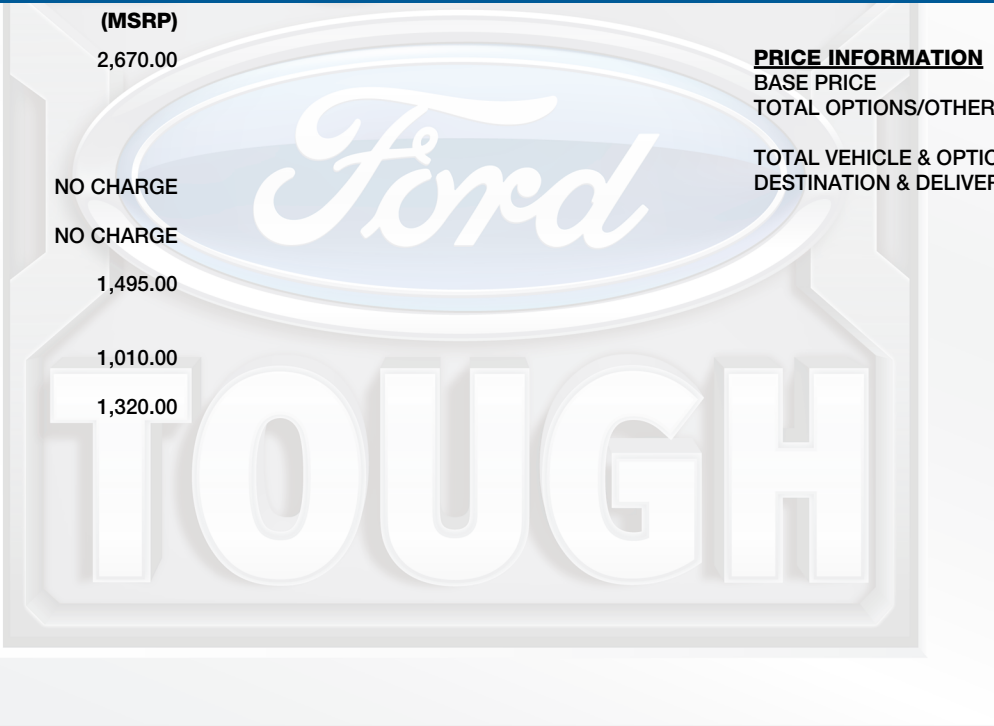 (MSRP)
2,670.00
NO CHARGE
NO CHARGE
1,495.00
1,010.00
1,320.00
PRICE INFORMATION
BASE PRICE
TOTAL OPTIONS/OTHER
TOTAL VEHICLE & OPTIO
DESTINATION & DELIVER
Ford
TOUGH